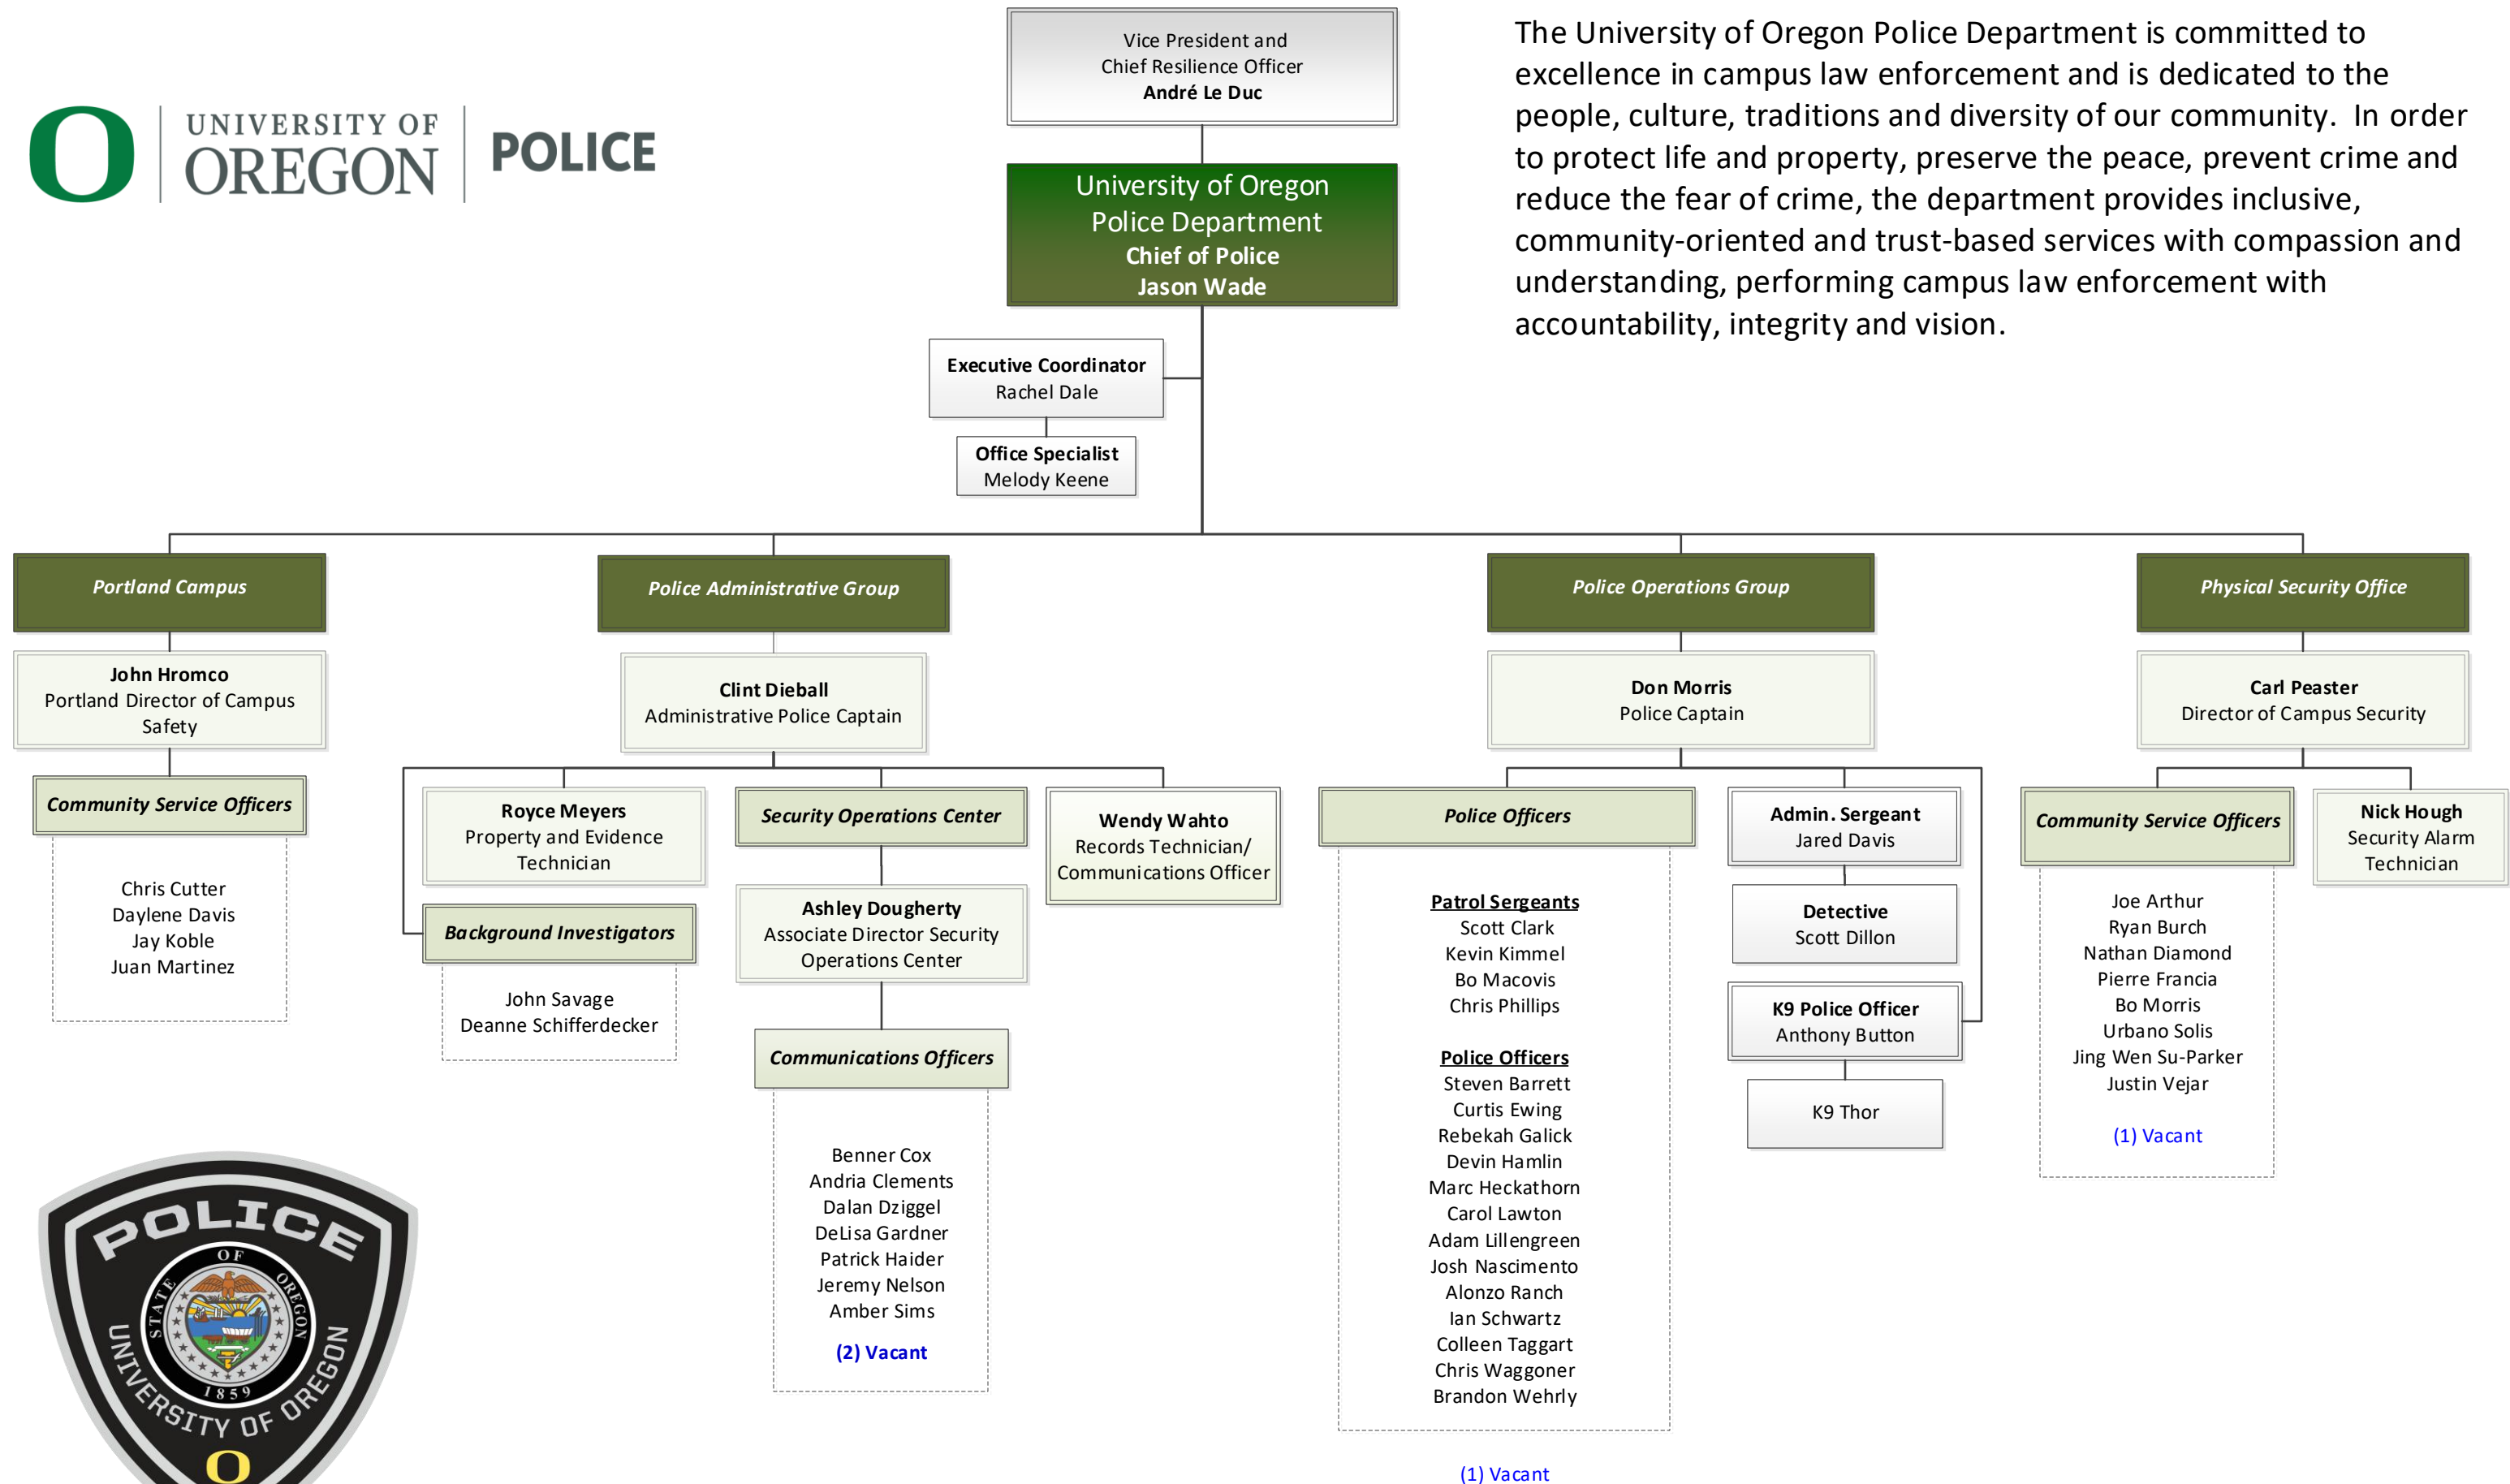 Vice President and
Chief Resilience Officer
André Le Duc
The University of Oregon Police Department is committed to
excellence in campus law enforcement and is dedicated to the
people, culture, traditions and diversity of our community.  In order
to protect life and property, preserve the peace, prevent crime and
reduce the fear of crime, the department provides inclusive,
community-oriented and trust-based services with compassion and
understanding, performing campus law enforcement with
accountability, integrity and vision.
O
UNIVERSITY OF
OREGON
POLICE
University of Oregon
Police Department
Chief of Police
Jason Wade
Executive Coordinator
Rachel Dale
Office Specialist
Melody Keene
Portland Campus
John Hromco
Portland Director of Campus
Safety
Community Service Officers
Chris Cutter
Daylene Davis
Jay Koble
Juan Martinez
Police Administrative Group
Clint Dieball
Administrative Police Captain
Royce Meyers
Property and Evidence
Technician
Background Investigators
John Savage
Deanne Schifferdecker
Security Operations Center
Ashley Dougherty
Associate Director Security
Operations Center
Communications Officers
Benner Cox
Andria Clements
Dalan Dziggel
DeLisa Gardner
Patrick Haider
Jeremy Nelson
Amber Sims
(2) Vacant
Wendy Wahto
Records Technician/
Communications Officer
Police Operations Group
Don Morris
Police Captain
Police Officers
Patrol Sergeants
Scott Clark
Kevin Kimmel
Bo Macovis
Chris Phillips
Police Officers
Steven Barrett
Curtis Ewing
Rebekah Galick
Devin Hamlin
Marc Heckathorn
Carol Lawton
Adam Lillengreen
Josh Nascimento
Alonzo Ranch
Ian Schwartz
Colleen Taggart
Chris Waggoner
Brandon Wehrly
(1) Vacant
Admin. Sergeant
Jared Davis
Detective
Scott Dillon
K9 Police Officer
Anthony Button
K9 Thor
Physical Security Office
Carl Peaster
Director of Campus Security
Community Service Officers
Joe Arthur
Ryan Burch
Nathan Diamond
Pierre Francia
Bo Morris
Urbano Solis
Jing Wen Su-Parker
Justin Vejar
(1) Vacant
Nick Hough
Security Alarm
Technician
POLICE
STATE OF OREGON
1859
UNIVERSITY OF OREGON
O